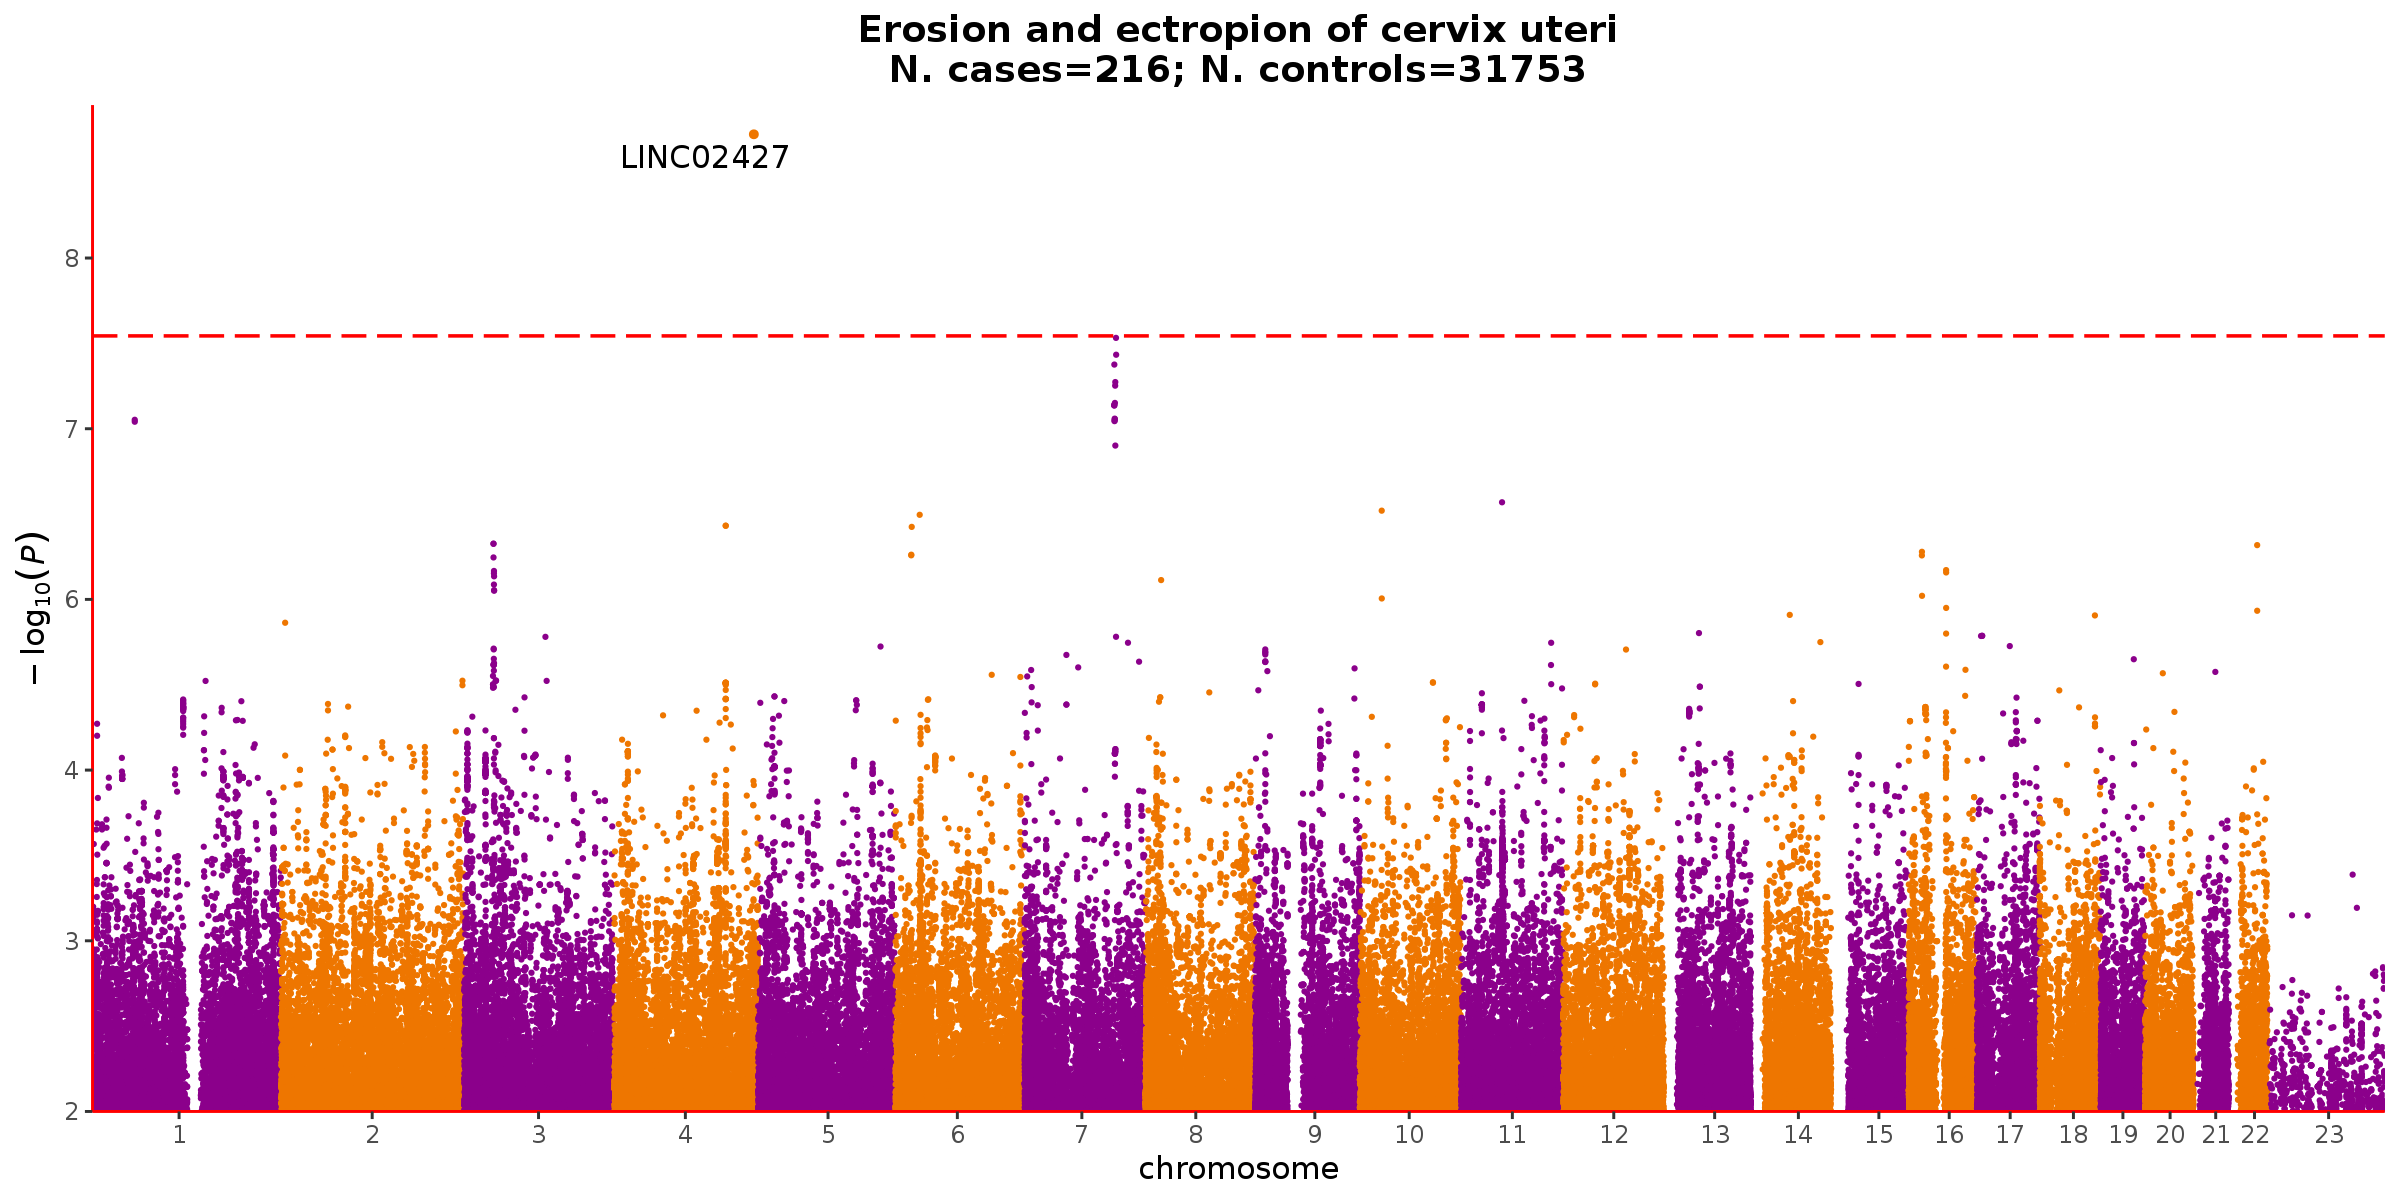 Erosion and ectropion of cervix uteri
N. cases=216; N. controls=31753
LINC02427
8
7
6
5
4
3
2
−log10(P)
1 2 3 4 5 6 7 8 9 10 11 12 13 14 15 16 17 18 19 20 21 22 23
chromosome